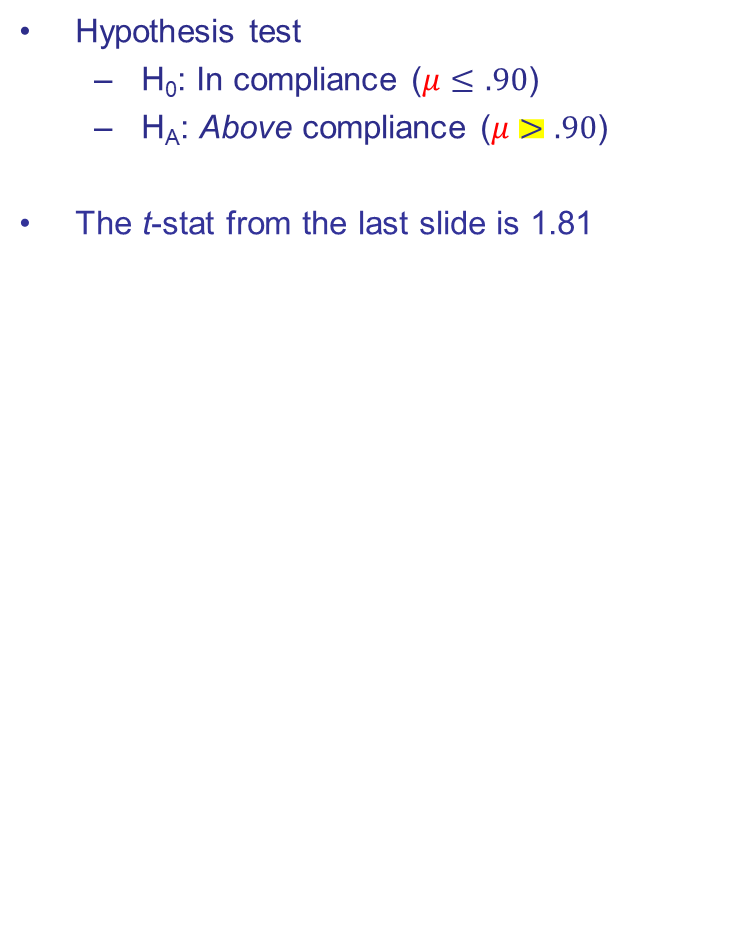 • Hypothesis test
– H₀: In compliance (μ ≤ .90)
– Hₐ: Above compliance (μ > .90)
• The t-stat from the last slide is 1.81